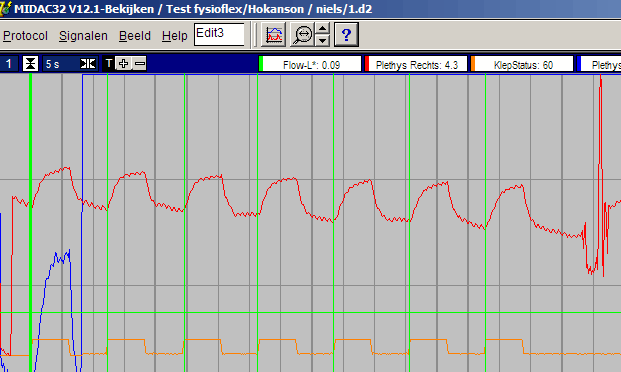 MIDAC32 V12.1-Bekijken / Test fysioflex/Hokanson / niels/1.d2
Protocol Signalen Beeld Help Edit3 ?
1 5 s T Flow-L*: 0.09 Plethys Rechts: 4.3 KlepStatus: 60 Plethys